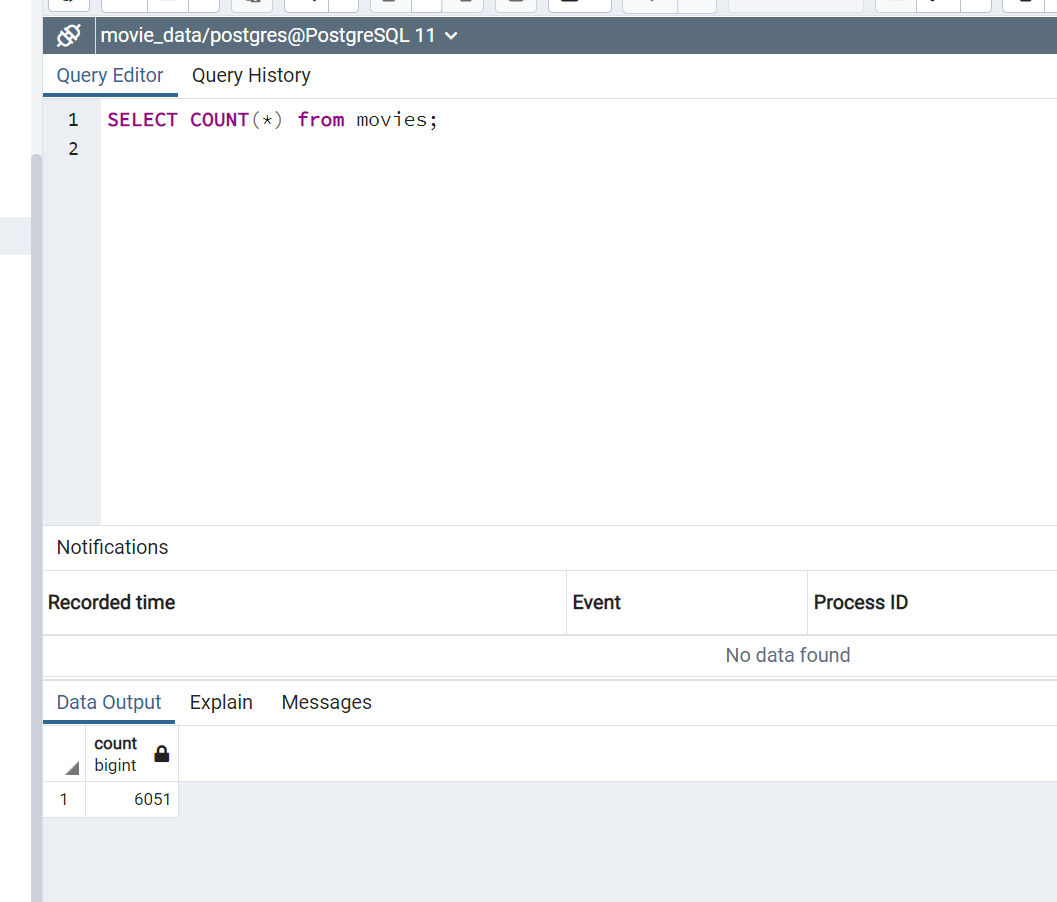 movie_data/postgres@PostgreSQL 11
Query Editor Query History
1 SELECT COUNT(*) from movies;
2
Notifications
Recorded time Event Process ID
No data found
Data Output Explain Messages
count
bigint
1 6051